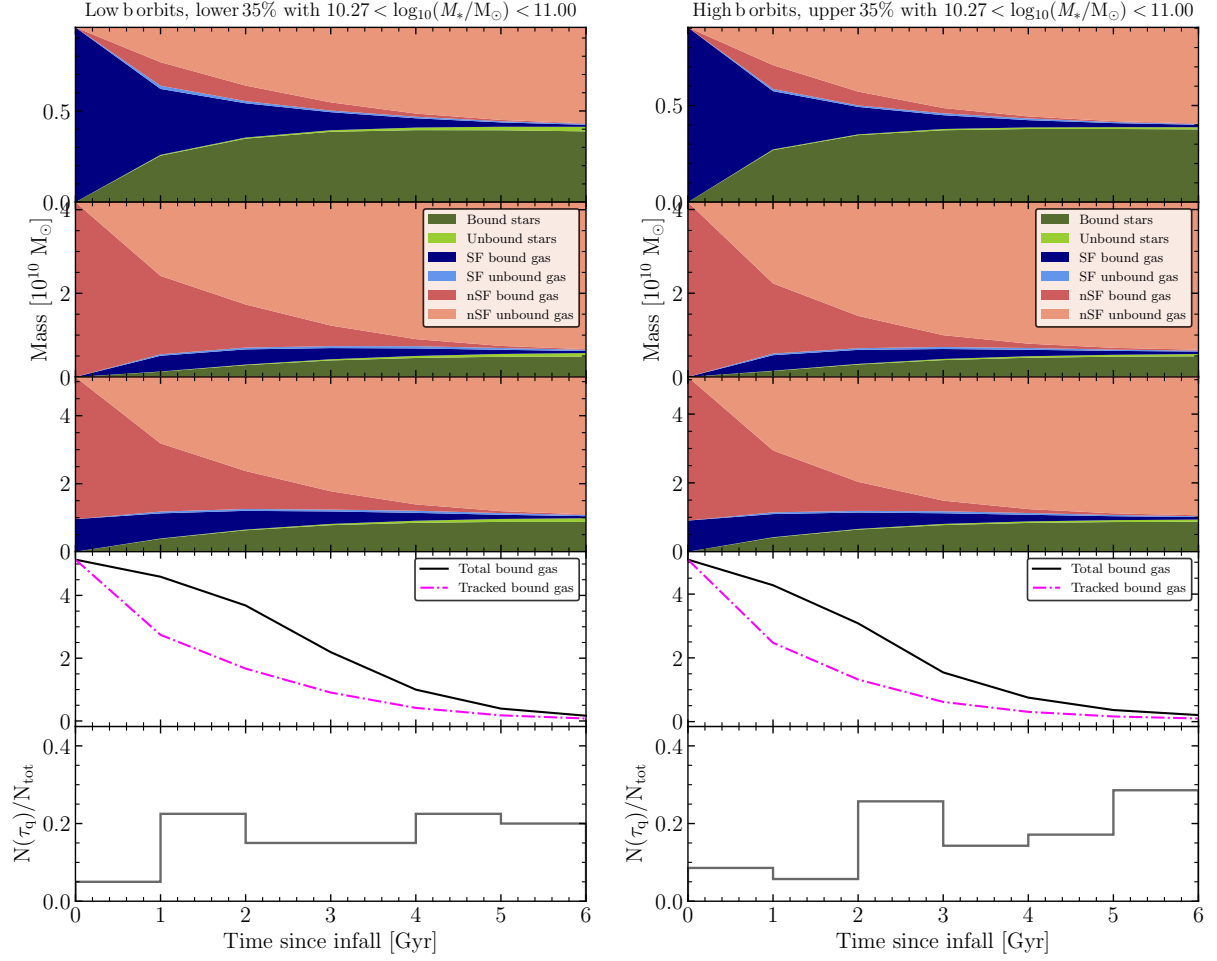 Low b orbits, lower 35% with 10.27 < log₁₀(M*/M⊙) < 11.00
High b orbits, upper 35% with 10.27 < log₁₀(M*/M⊙) < 11.00
0.5
0.0
0.5
0.0
Mass [10¹⁰ M⊙]
4
2
0
Bound stars
Unbound stars
SF bound gas
SF unbound gas
nSF bound gas
nSF unbound gas
Mass [10¹⁰ M⊙]
4
2
0
Bound stars
Unbound stars
SF bound gas
SF unbound gas
nSF bound gas
nSF unbound gas
4
2
0
4
2
0
4
2
0
Total bound gas
Tracked bound gas
4
2
0
Total bound gas
Tracked bound gas
N(τq)/Ntot
0.4
0.2
0.0
N(τq)/Ntot
0.4
0.2
0.0
0 1 2 3 4 5 6
0 1 2 3 4 5 6
Time since infall [Gyr]
Time since infall [Gyr]